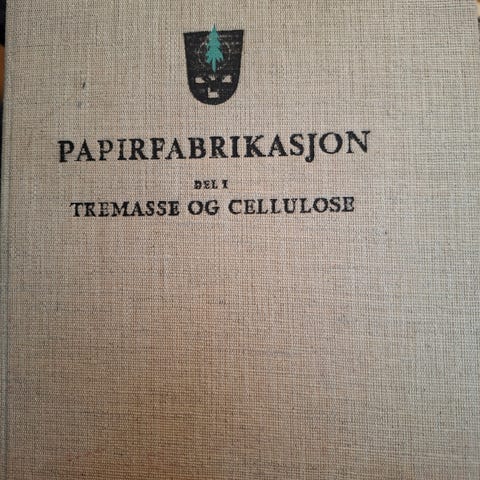 PAPIRFABRIKASJON
DEL I
TREMASSE OG CELLULOSE